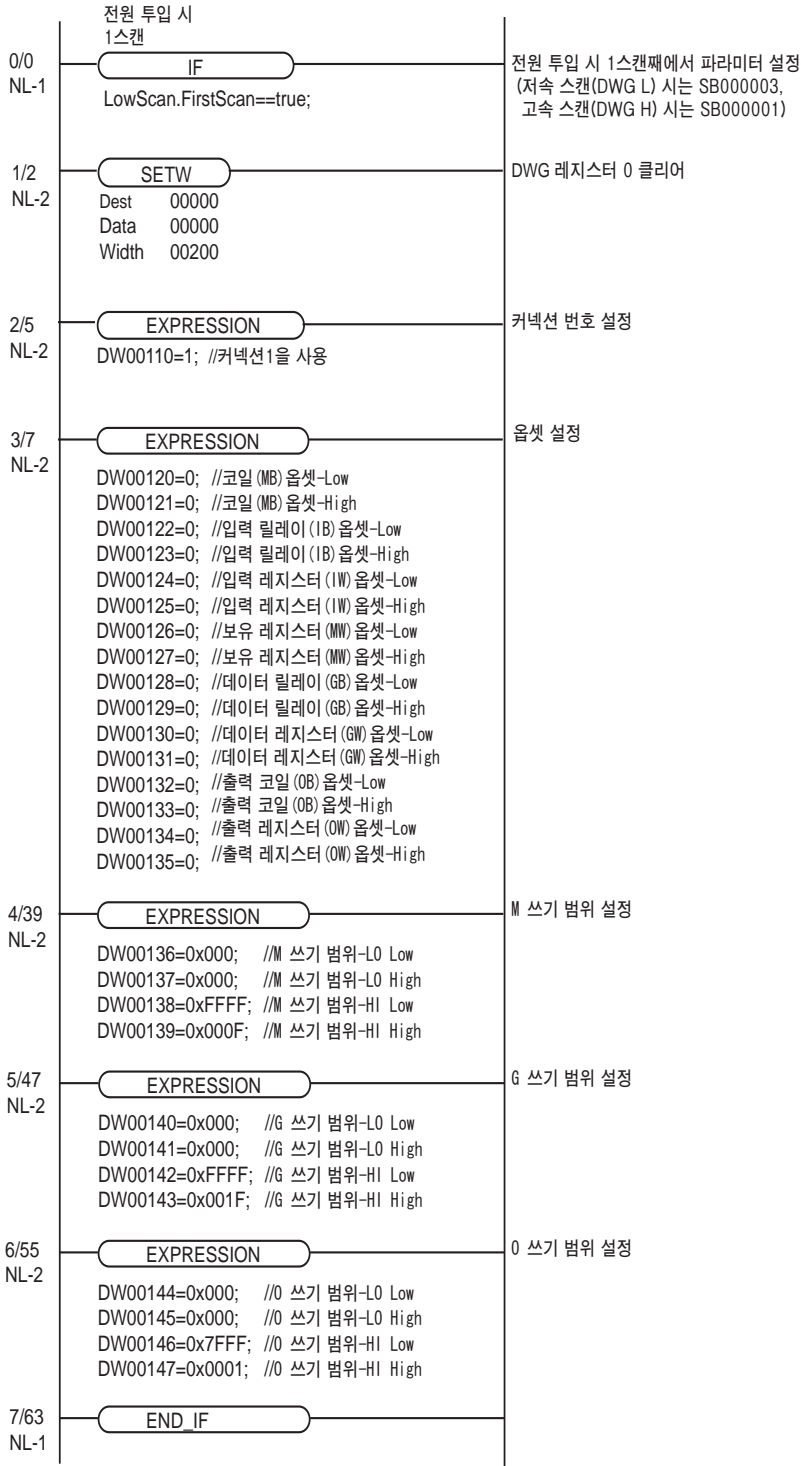 전원 투입 시
1스캔
0/0
NL-1
IF
LowScan.FirstScan==true;
전원 투입 시 1스캔째에서 파라미터 설정
(저속 스캔(DWG L) 시는 SB000003,
고속 스캔(DWG H) 시는 SB000001)
1/2
NL-2
SETW
Dest 00000
Data 00000
Width 00200
DWG 레지스터 0 클리어
2/5
NL-2
EXPRESSION
DW00110=1; //커넥션1을 사용
커넥션 번호 설정
3/7
NL-2
EXPRESSION
옵셋 설정
DW00120=0; //코일(MB)옵셋-Low
DW00121=0; //코일(MB)옵셋-High
DW00122=0; //입력 릴레이(IB)옵셋-Low
DW00123=0; //입력 릴레이(IB)옵셋-High
DW00124=0; //입력 레지스터(IW)옵셋-Low
DW00125=0; //입력 레지스터(IW)옵셋-High
DW00126=0; //보유 레지스터(MW)옵셋-Low
DW00127=0; //보유 레지스터(MW)옵셋-High
DW00128=0; //데이터 릴레이(GB)옵셋-Low
DW00129=0; //데이터 릴레이(GB)옵셋-High
DW00130=0; //데이터 레지스터(GW)옵셋-Low
DW00131=0; //데이터 레지스터(GW)옵셋-High
DW00132=0; //출력 코일(OB)옵셋-Low
DW00133=0; //출력 코일(OB)옵셋-High
DW00134=0; //출력 레지스터(OW)옵셋-Low
DW00135=0; //출력 레지스터(OW)옵셋-High
4/39
NL-2
EXPRESSION
M 쓰기 범위 설정
DW00136=0x000; //M 쓰기 범위-LO Low
DW00137=0x000; //M 쓰기 범위-LO High
DW00138=0xFFFF; //M 쓰기 범위-HI Low
DW00139=0x000F; //M 쓰기 범위-HI High
5/47
NL-2
EXPRESSION
G 쓰기 범위 설정
DW00140=0x000; //G 쓰기 범위-LO Low
DW00141=0x000; //G 쓰기 범위-LO High
DW00142=0xFFFF; //G 쓰기 범위-HI Low
DW00143=0x001F; //G 쓰기 범위-HI High
6/55
NL-2
EXPRESSION
O 쓰기 범위 설정
DW00144=0x000; //O 쓰기 범위-LO Low
DW00145=0x000; //O 쓰기 범위-LO High
DW00146=0x7FFF; //O 쓰기 범위-HI Low
DW00147=0x0001; //O 쓰기 범위-HI High
7/63
NL-1
END_IF